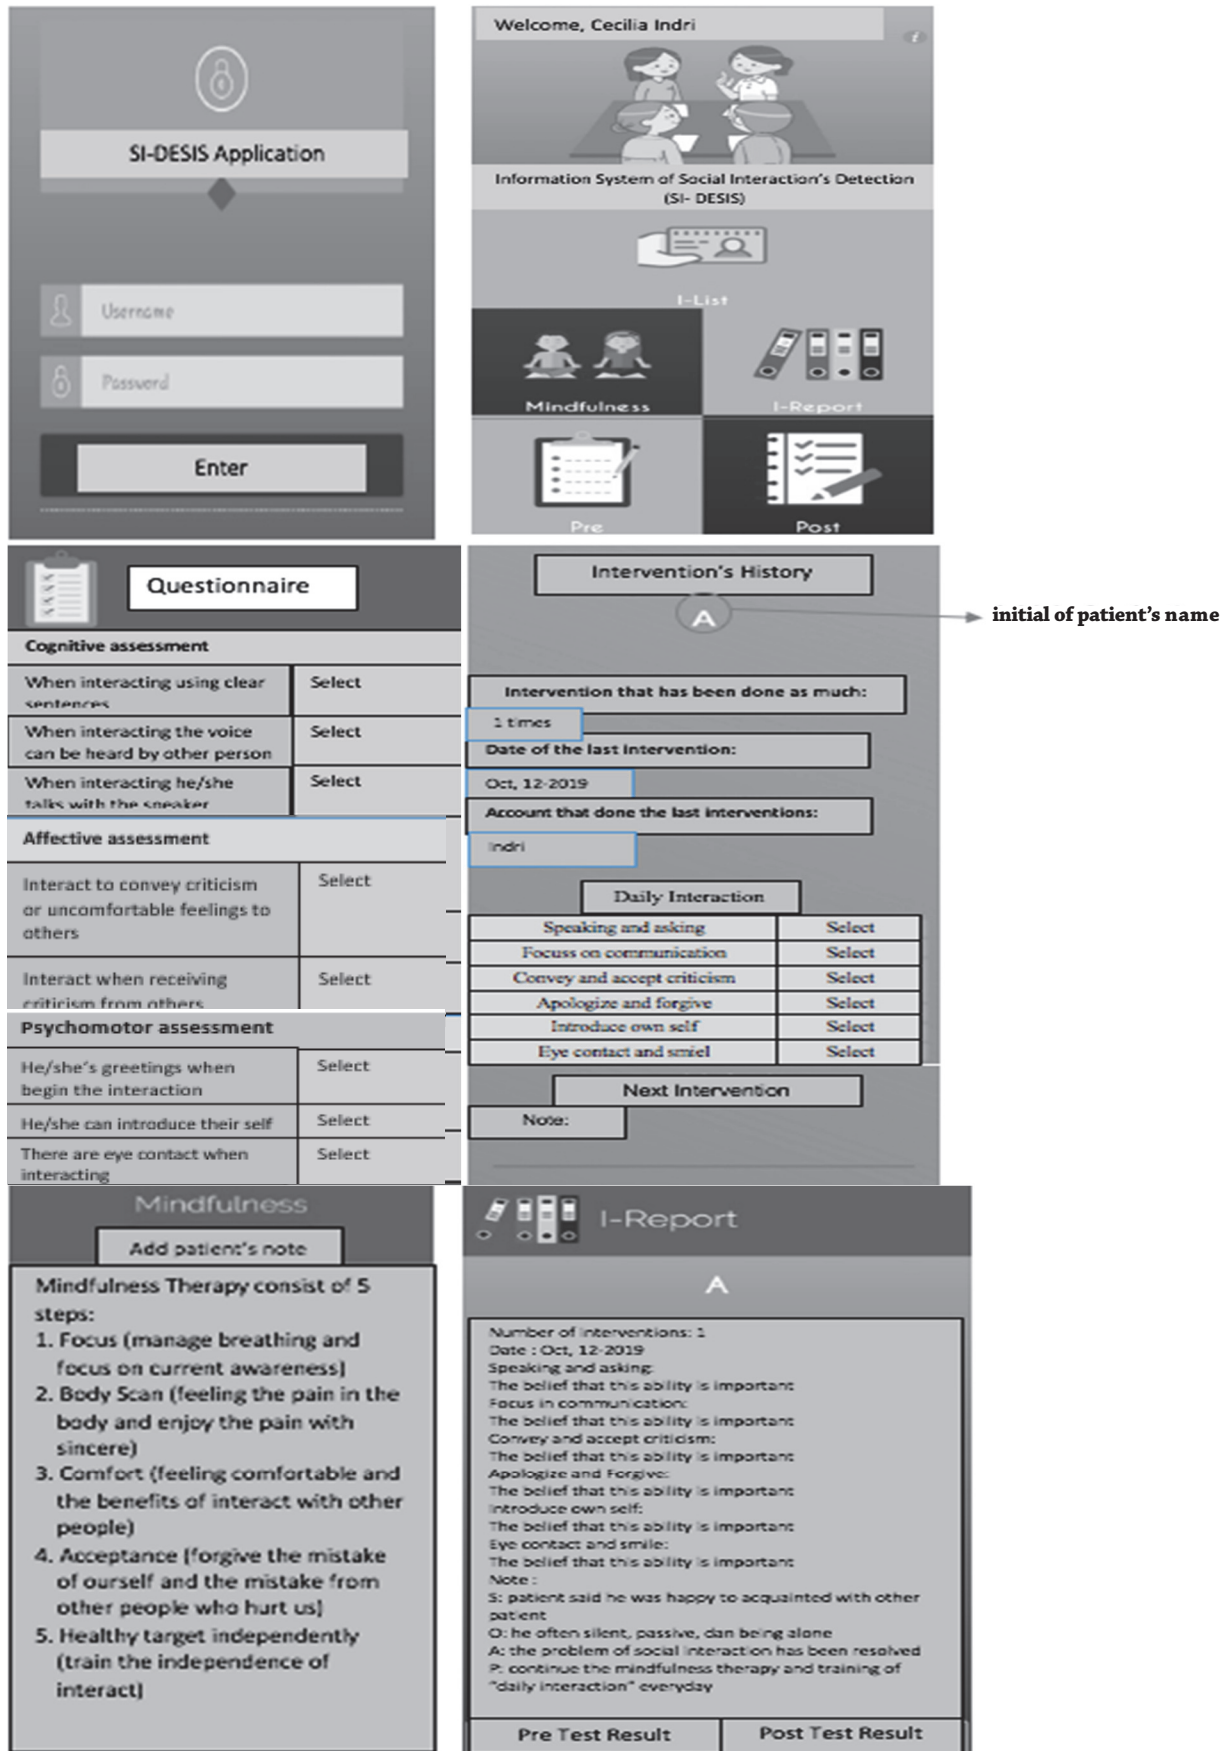 SI-DESIS Application
Username
Password
Enter
Welcome, Cecilia Indri
i
Information System of Social Interaction's Detection
(SI- DESIS)
I-List
Mindfulness
I-Report
Pre
Post
Questionnaire
Cognitive assessment
When interacting using clear
sentences
Select
When interacting the voice
can be heard by other person
Select
When interacting he/she
talks with the speaker
Select
Affective assessment
Interact to convey criticism
or uncomfortable feelings to
others
Select
Interact when receiving
criticism from others
Select
Psychomotor assessment
He/she's greetings when
begin the interaction
Select
He/she can introduce their self
Select
There are eye contact when
interacting
Select
Intervention's History
A
initial of patient's name
Intervention that has been done as much:
1 times
Date of the last intervention:
Oct, 12-2019
Account that done the last interventions:
Indri
Daily Interaction
Speaking and asking Select
Focuss on communication Select
Convey and accept criticism Select
Apologize and forgive Select
Introduce own self Select
Eye contact and smiel Select
Next Intervention
Note:
Mindfulness
Add patient's note
Mindfulness Therapy consist of 5
steps:
1. Focus (manage breathing and
focus on current awareness)
2. Body Scan (feeling the pain in the
body and enjoy the pain with
sincere)
3. Comfort (feeling comfortable and
the benefits of interact with other
people)
4. Acceptance (forgive the mistake
of ourself and the mistake from
other people who hurt us)
5. Healthy target independently
(train the independence of
interact)
I-Report
A
Number of interventions: 1
Date : Oct, 12-2019
Speaking and asking:
The belief that this ability is important
Focus in communication:
The belief that this ability is important
Convey and accept criticism:
The belief that this ability is important
Apologize and Forgive:
The belief that this ability is important
Introduce own self:
The belief that this ability is important
Eye contact and smile:
The belief that this ability is important
Note :
S: patient said he was happy to acquainted with other
patient
O: he often silent, passive, dan being alone
A: the problem of social interaction has been resolved
P: continue the mindfulness therapy and training of
"daily interaction" everyday
Pre Test Result
Post Test Result